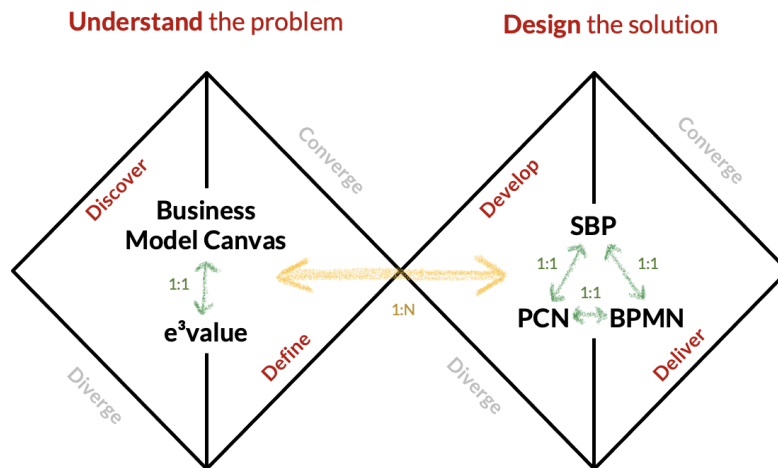 Understand the problem
Design the solution
Discover
Converge
Develop
Converge
Business
Model Canvas
1:1
e³value
SBP
1:1
1:1
1:1
PCN
BPMN
1:N
Diverge
Define
Diverge
Deliver